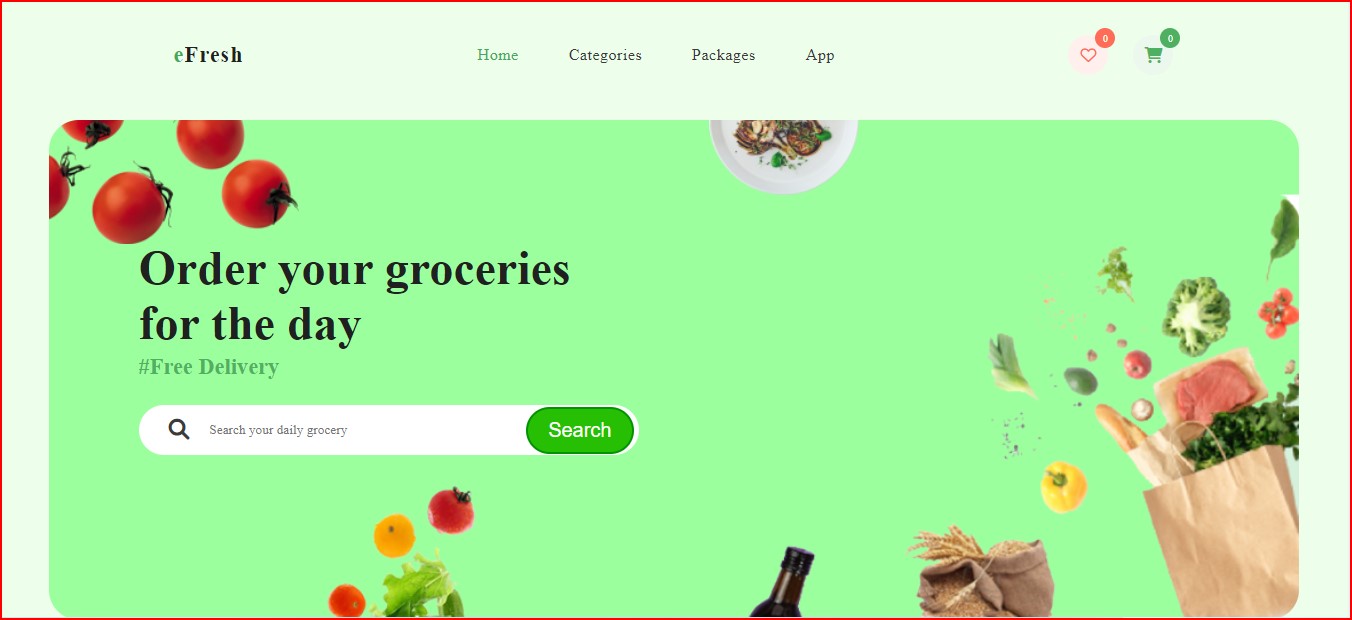 eFresh
Home
Categories
Packages
App
0
0
Order your groceries
for the day
#Free Delivery
Search your daily grocery
Search